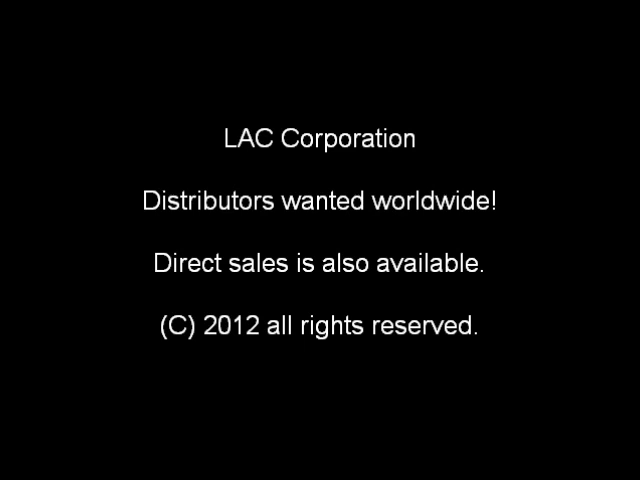 LAC Corporation
Distributors wanted worldwide!
Direct sales is also available.
(C) 2012 all rights reserved.